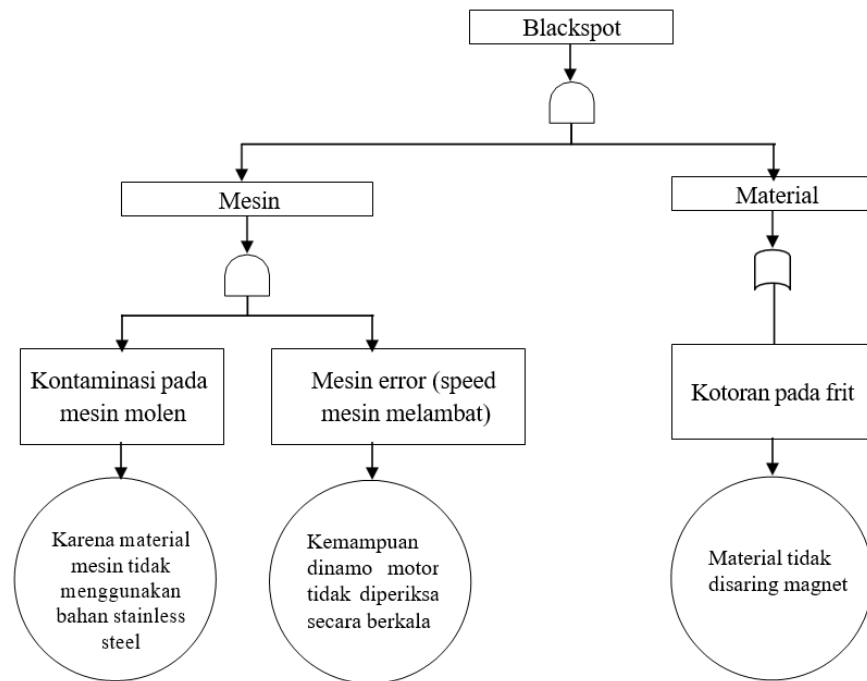 Blackspot
Mesin
Material
Kontaminasi pada
mesin molen
Mesin error (speed
mesin melambat)
Kotoran pada frit
Karena material
mesin tidak
menggunakan
bahan stainless
steel
Kemampuan
dinamo motor
tidak diperiksa
secara berkala
Material tidak
disaring magnet